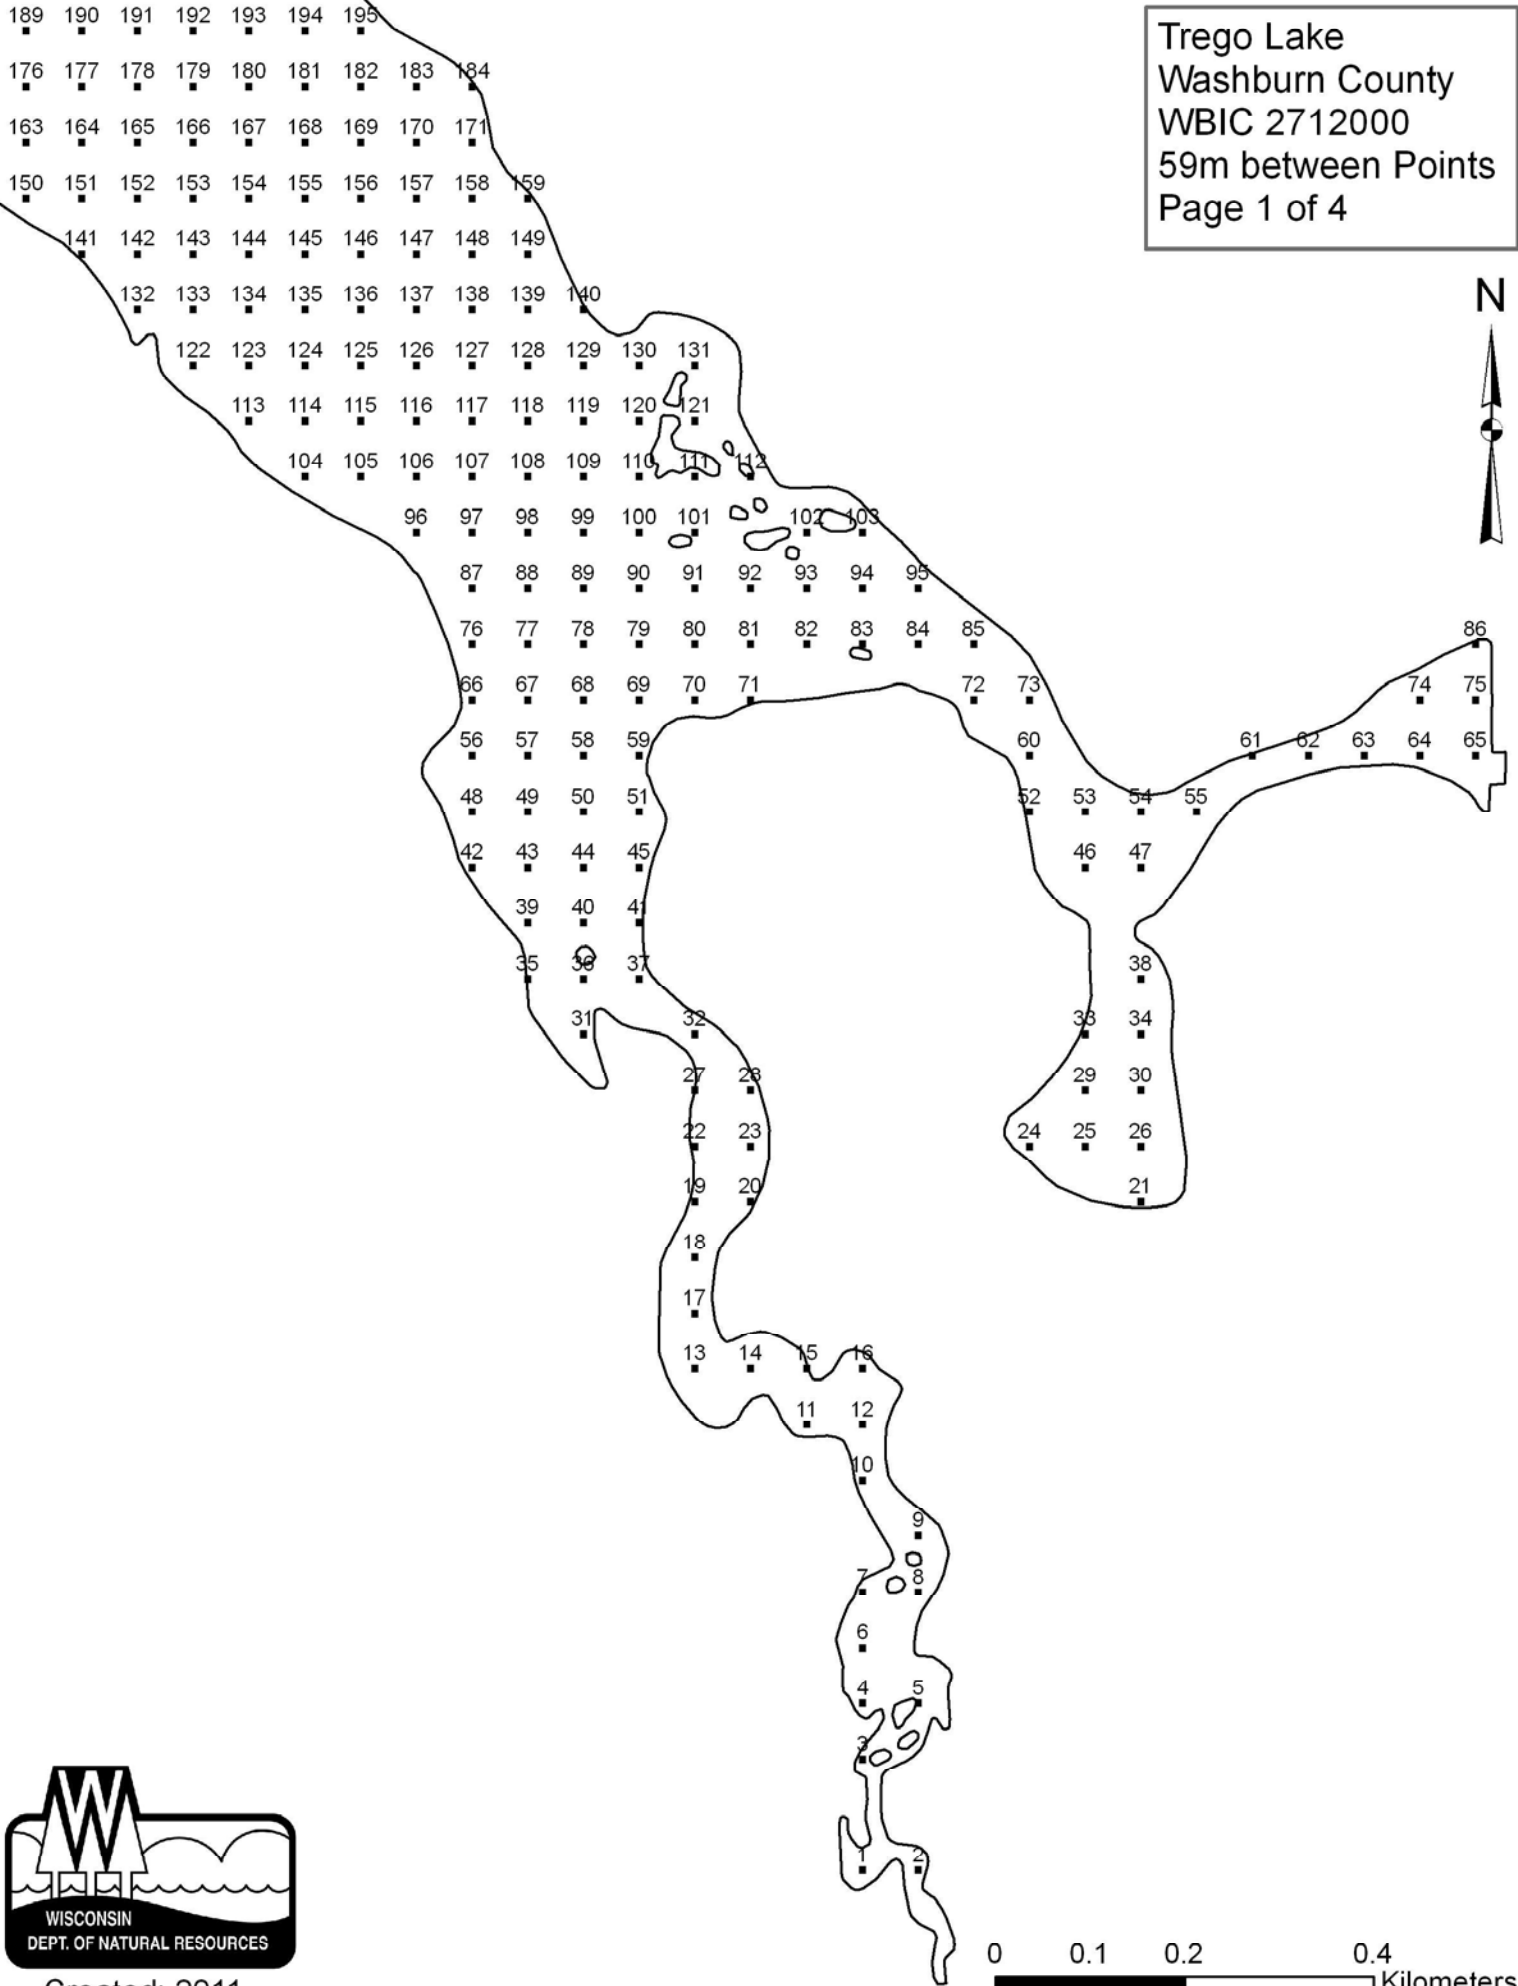 189 190 191 192 193 194 195
Trego Lake
Washburn County
WBIC 2712000
59m between Points
Page 1 of 4
176 177 178 179 180 181 182 183 184
163 164 165 166 167 168 169 170 171
150 151 152 153 154 155 156 157 158 159
141 142 143 144 145 146 147 148 149
N
132 133 134 135 136 137 138 139 140
122 123 124 125 126 127 128 129 130 131
113 114 115 116 117 118 119 120 121
104 105 106 107 108 109 110 111 112
96 97 98 99 100 101 102 103
87 88 89 90 91 92 93 94 95
76 77 78 79 80 81 82 83 84 85 86
66 67 68 69 70 71 72 73 74 75
56 57 58 59 60 61 62 63 64 65
48 49 50 51 52 53 54 55
42 43 44 45 46 47
39 40 41
35 36 37 38
31 32 33 34
27 28 29 30
22 23 24 25 26
19 20 21
18
17
13 14 15 16
11 12
10
9
7 8
6
4 5
3
1 2
WISCONSIN
DEPT. OF NATURAL RESOURCES
0 0.1 0.2 0.4
Kilometers
Created: 2011